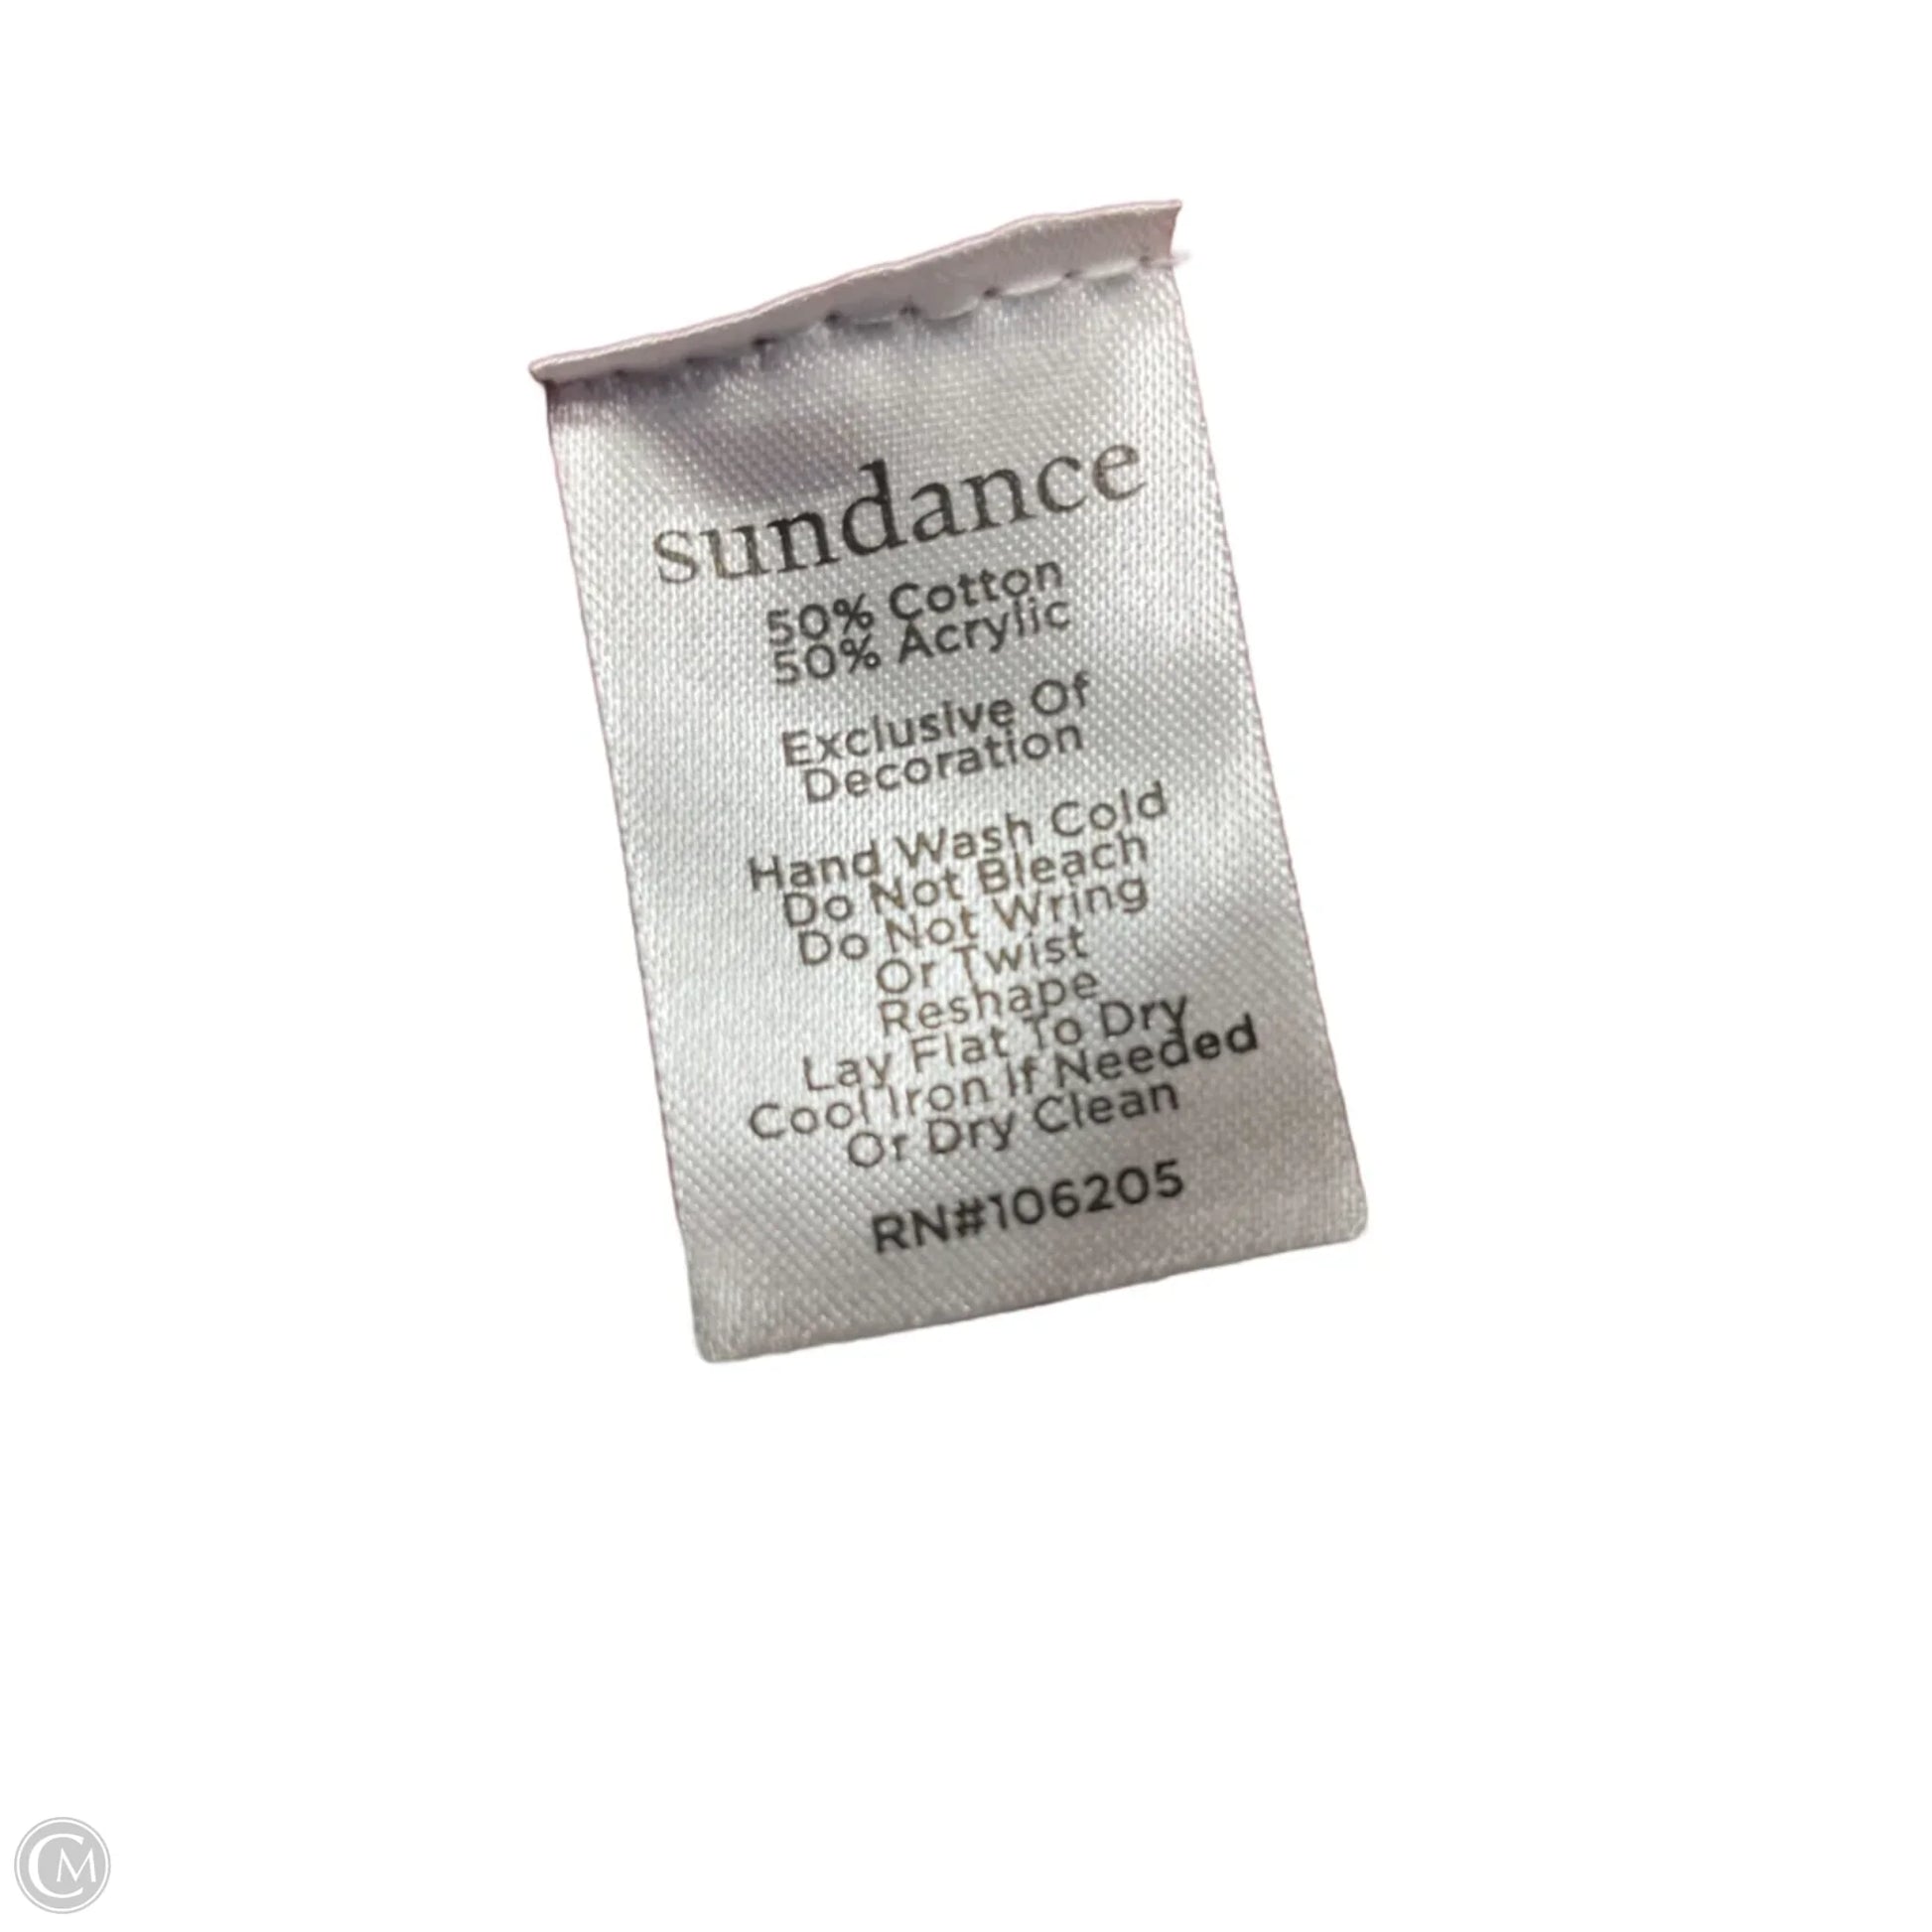 sundance
50% Cotton
50% Acrylic
Exclusive Of
Decoration
Hand Wash Cold
Do Not Bleach
Do Not Wring
Or Twist
Reshape
Lay Flat To Dry
Cool Iron If Needed
Or Dry Clean
RN#106205
CM